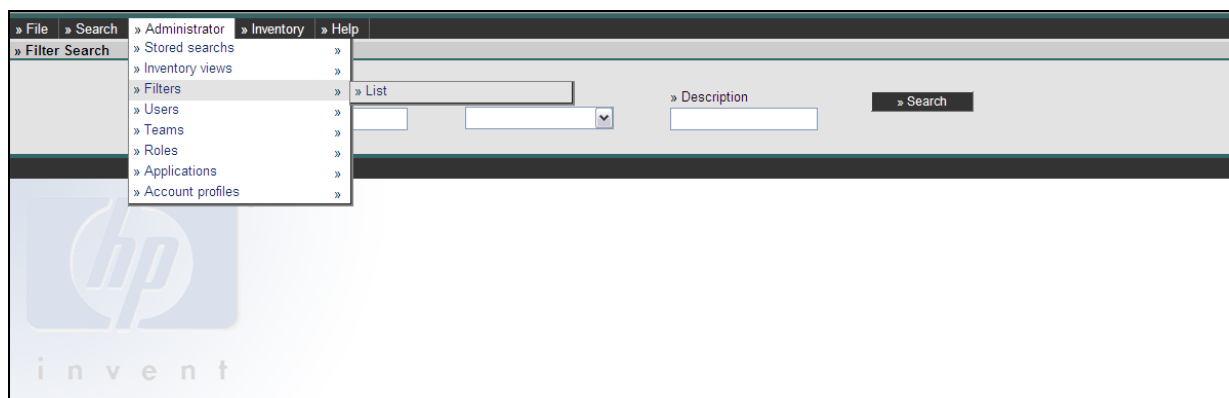 » File » Search » Administrator » Inventory » Help
» Filter Search
» Stored searchs »
» Inventory views »
» Filters » » List
» Users »
» Teams »
» Roles »
» Applications »
» Account profiles »
» Description
» Search
hp
invent